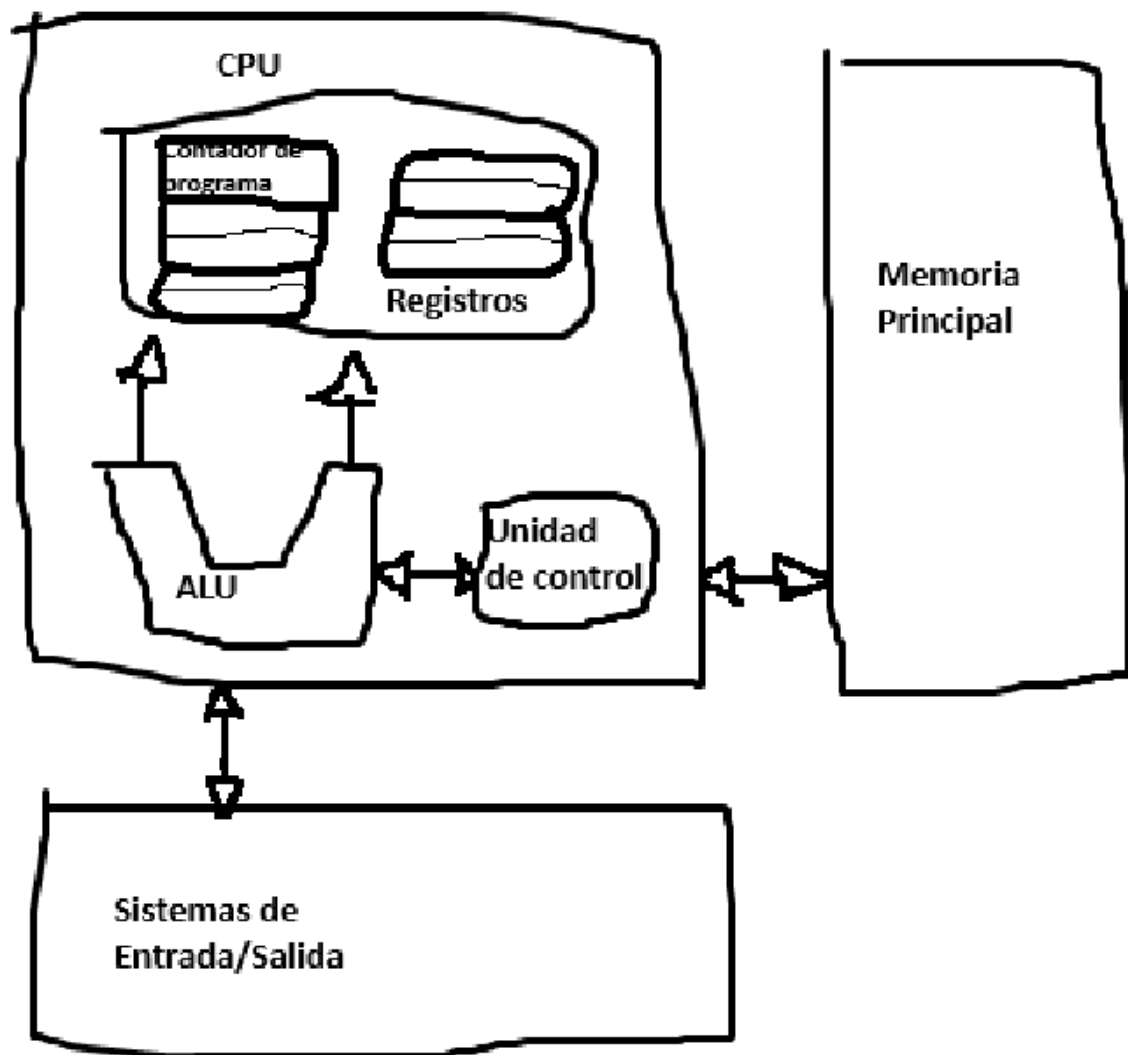 CPU
Contador de
programa
Registros
Memoria
Principal
ALU
Unidad
de control
Sistemas de
Entrada/Salida